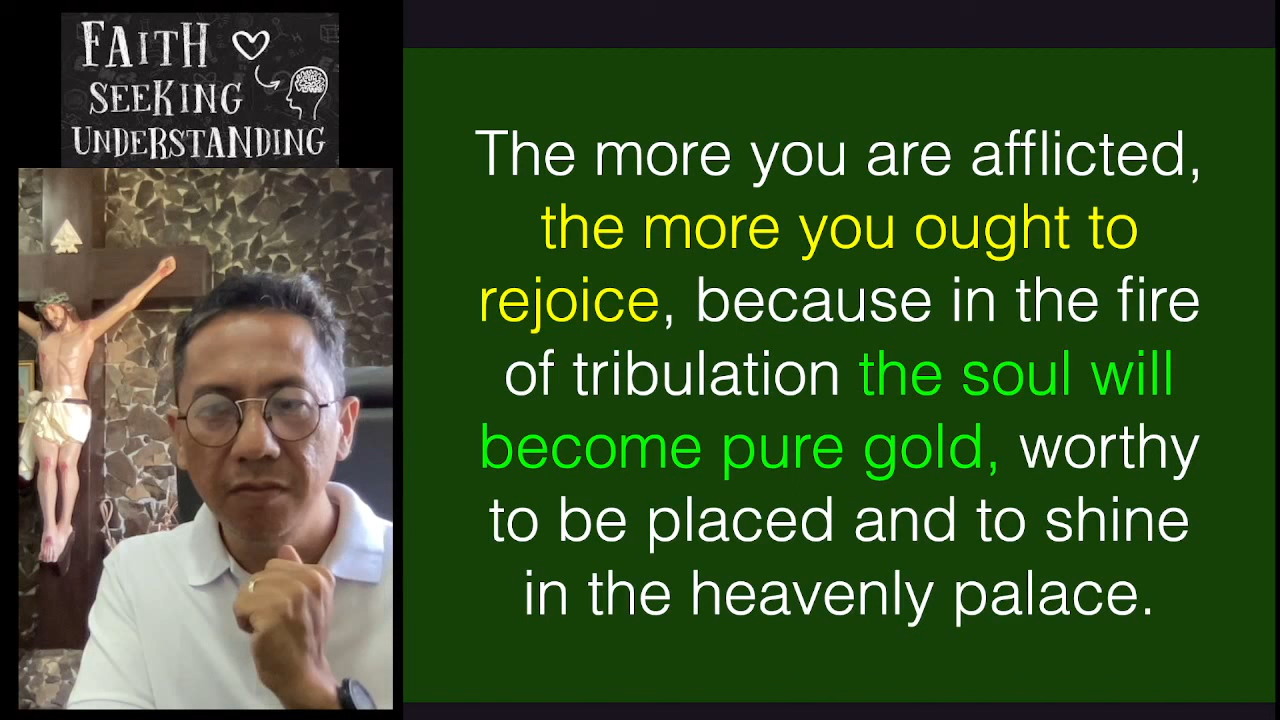 FAITH
SEEKING
UNDERSTANDING
The more you are afflicted,
the more you ought to
rejoice, because in the fire
of tribulation the soul will
become pure gold, worthy
to be placed and to shine
in the heavenly palace.